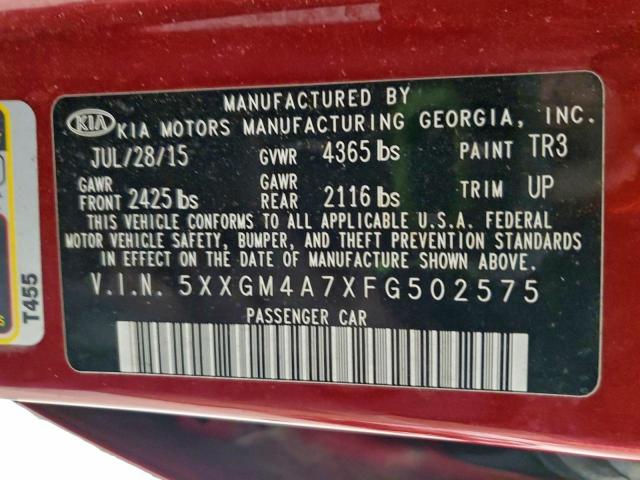 MANUFACTURED BY
KIA KIA MOTORS MANUFACTURING GEORGIA, INC.
JUL/28/15 GVWR 4365 lbs PAINT TR3
GAWR FRONT 2425 lbs GAWR REAR 2116 lbs TRIM UP
THIS VEHICLE CONFORMS TO ALL APPLICABLE U.S.A. FEDERAL
MOTOR VEHICLE SAFETY, BUMPER, AND THEFT PREVENTION STANDARDS
IN EFFECT ON THE DATE OF MANUFACTURE SHOWN ABOVE.
V.I.N. 5XXGM4A7XFG502575
PASSENGER CAR
T455